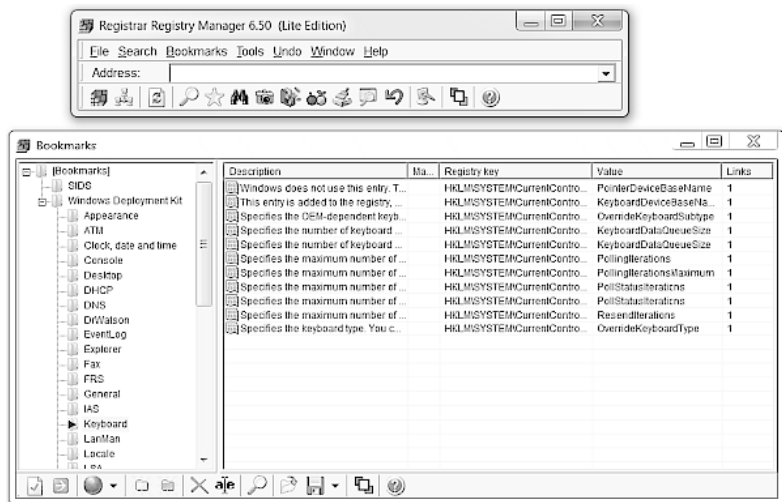 Registrar Registry Manager 6.50 (Lite Edition)
File Search Bookmarks Tools Undo Window Help
Address:
Bookmarks
[Bookmarks]
SIDS
Windows Deployment Kit
Appearance
ATM
Clock, date and time
Console
Desktop
DHCP
DNS
DrWatson
EventLog
Explorer
Fax
FRS
General
IAS
Keyboard
LanMan
Locale
LSA
Description Ma... Registry key Value Links
Windows does not use this entry. T... HKLM\SYSTEM\CurrentContro... PointerDeviceBaseName 1
This entry is added to the registry, ... HKLM\SYSTEM\CurrentContro... KeyboardDeviceBaseNa... 1
Specifies the OEM-dependent keyb... HKLM\SYSTEM\CurrentContro... OverrideKeyboardSubtype 1
Specifies the number of keyboard ... HKLM\SYSTEM\CurrentContro... KeyboardDataQueueSize 1
Specifies the number of keyboard ... HKLM\SYSTEM\CurrentContro... KeyboardDataQueueSize 1
Specifies the maximum number of ... HKLM\SYSTEM\CurrentContro... PollingIterations 1
Specifies the maximum number of ... HKLM\SYSTEM\CurrentContro... PollingIterationsMaximum 1
Specifies the maximum number of ... HKLM\SYSTEM\CurrentContro... PollStatusIterations 1
Specifies the maximum number of ... HKLM\SYSTEM\CurrentContro... PollStatusIterations 1
Specifies the maximum number of ... HKLM\SYSTEM\CurrentContro... ResendIterations 1
Specifies the keyboard type. You c... HKLM\SYSTEM\CurrentContro... OverrideKeyboardType 1